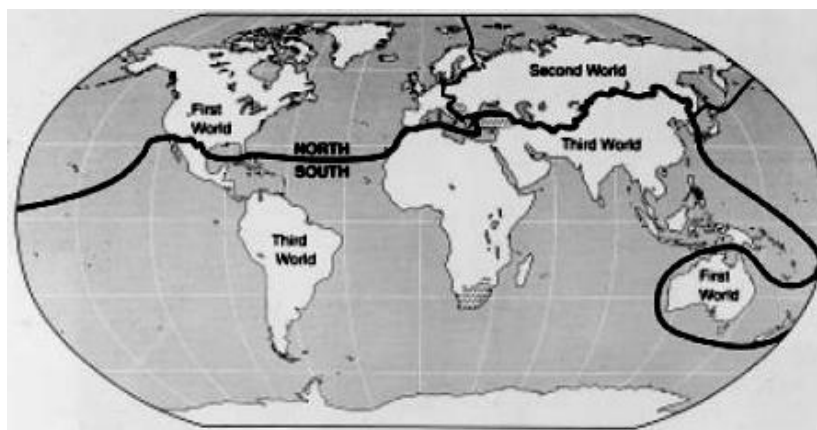 Second World
First
World
NORTH
SOUTH
Third World
Third
World
First
World